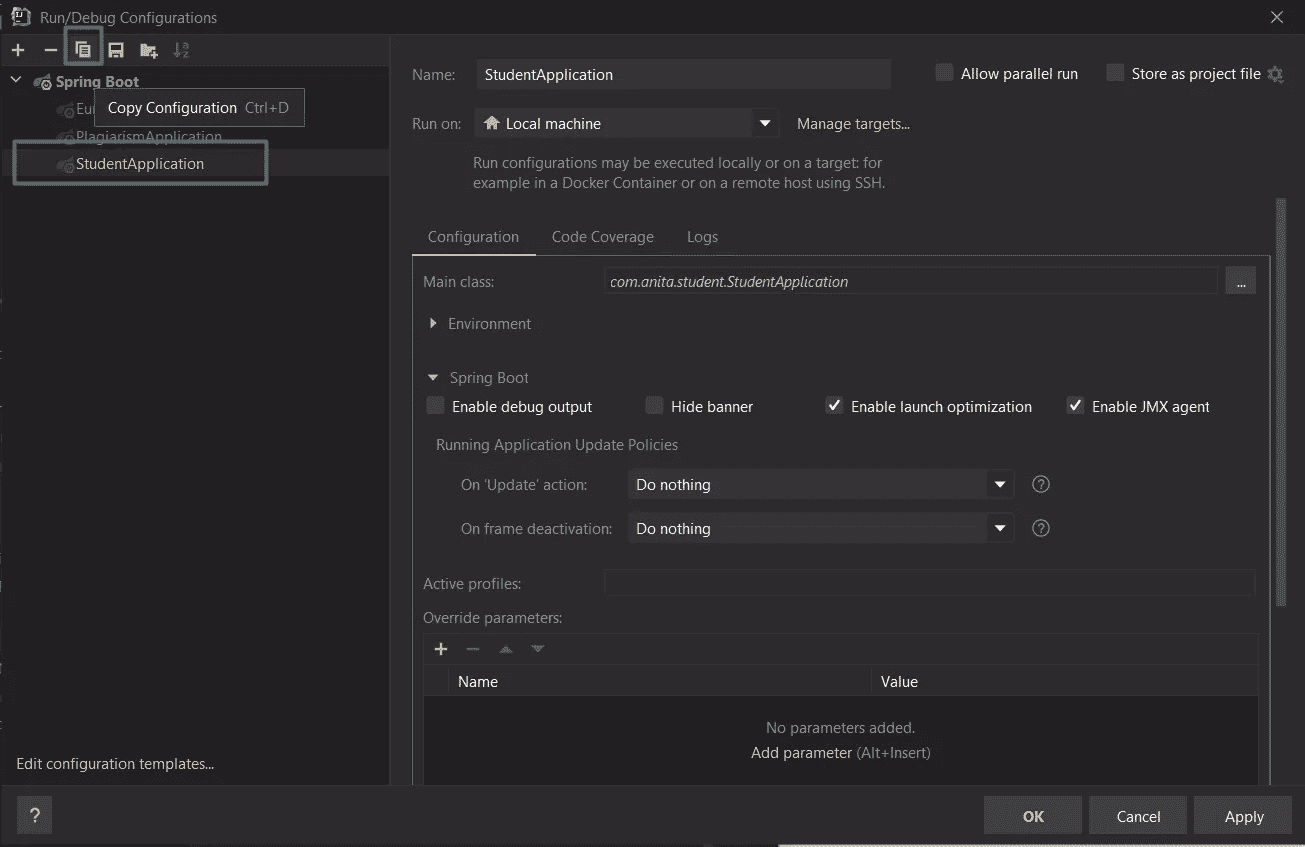 Run/Debug Configurations
Spring Boot
Eu
Copy Configuration Ctrl+D
PlagiarismApplication
StudentApplication
Edit configuration templates...
Name: StudentApplication
Allow parallel run
Store as project file
Run on: Local machine
Manage targets...
Run configurations may be executed locally or on a target: for
example in a Docker Container or on a remote host using SSH.
Configuration Code Coverage Logs
Main class: com.anita.student.StudentApplication ...
Environment
Spring Boot
Enable debug output Hide banner Enable launch optimization Enable JMX agent
Running Application Update Policies
On 'Update' action: Do nothing ?
On frame deactivation: Do nothing ?
Active profiles:
Override parameters:
Name Value
No parameters added.
Add parameter (Alt+Insert)
? OK Cancel Apply